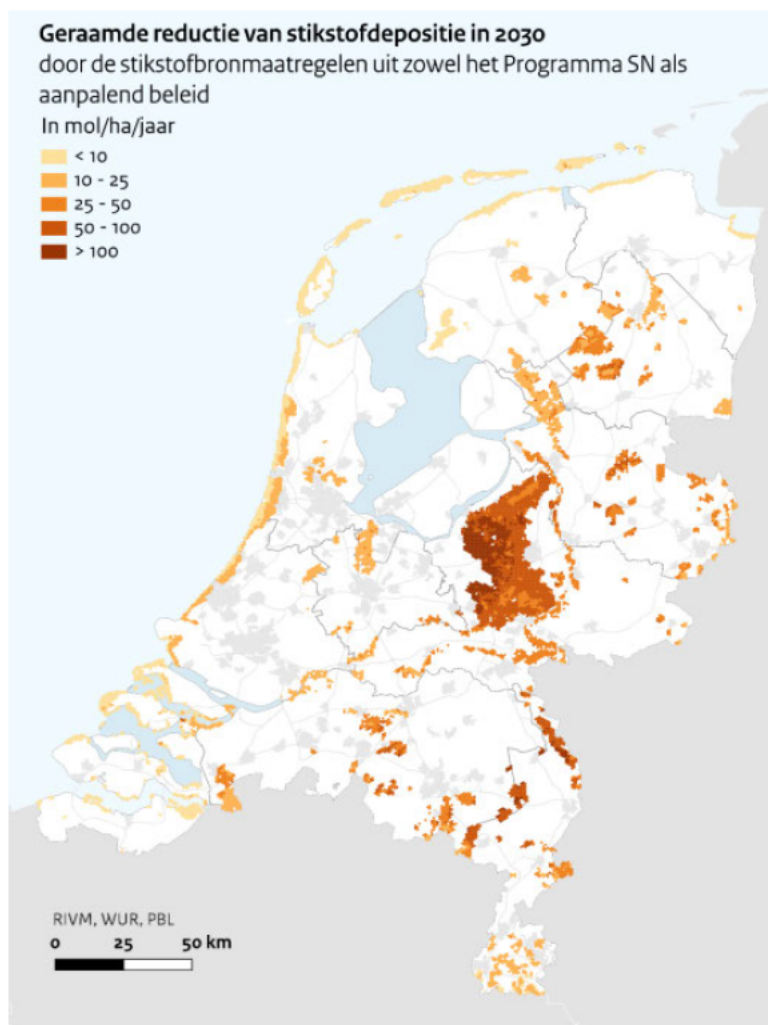 Geraamde reductie van stikstofdepositie in 2030
door de stikstofbronmaatregelen uit zowel het Programma SN als
aanpalend beleid
In mol/ha/jaar
< 10
10 - 25
25 - 50
50 - 100
> 100
RIVM, WUR, PBL
0 25 50 km